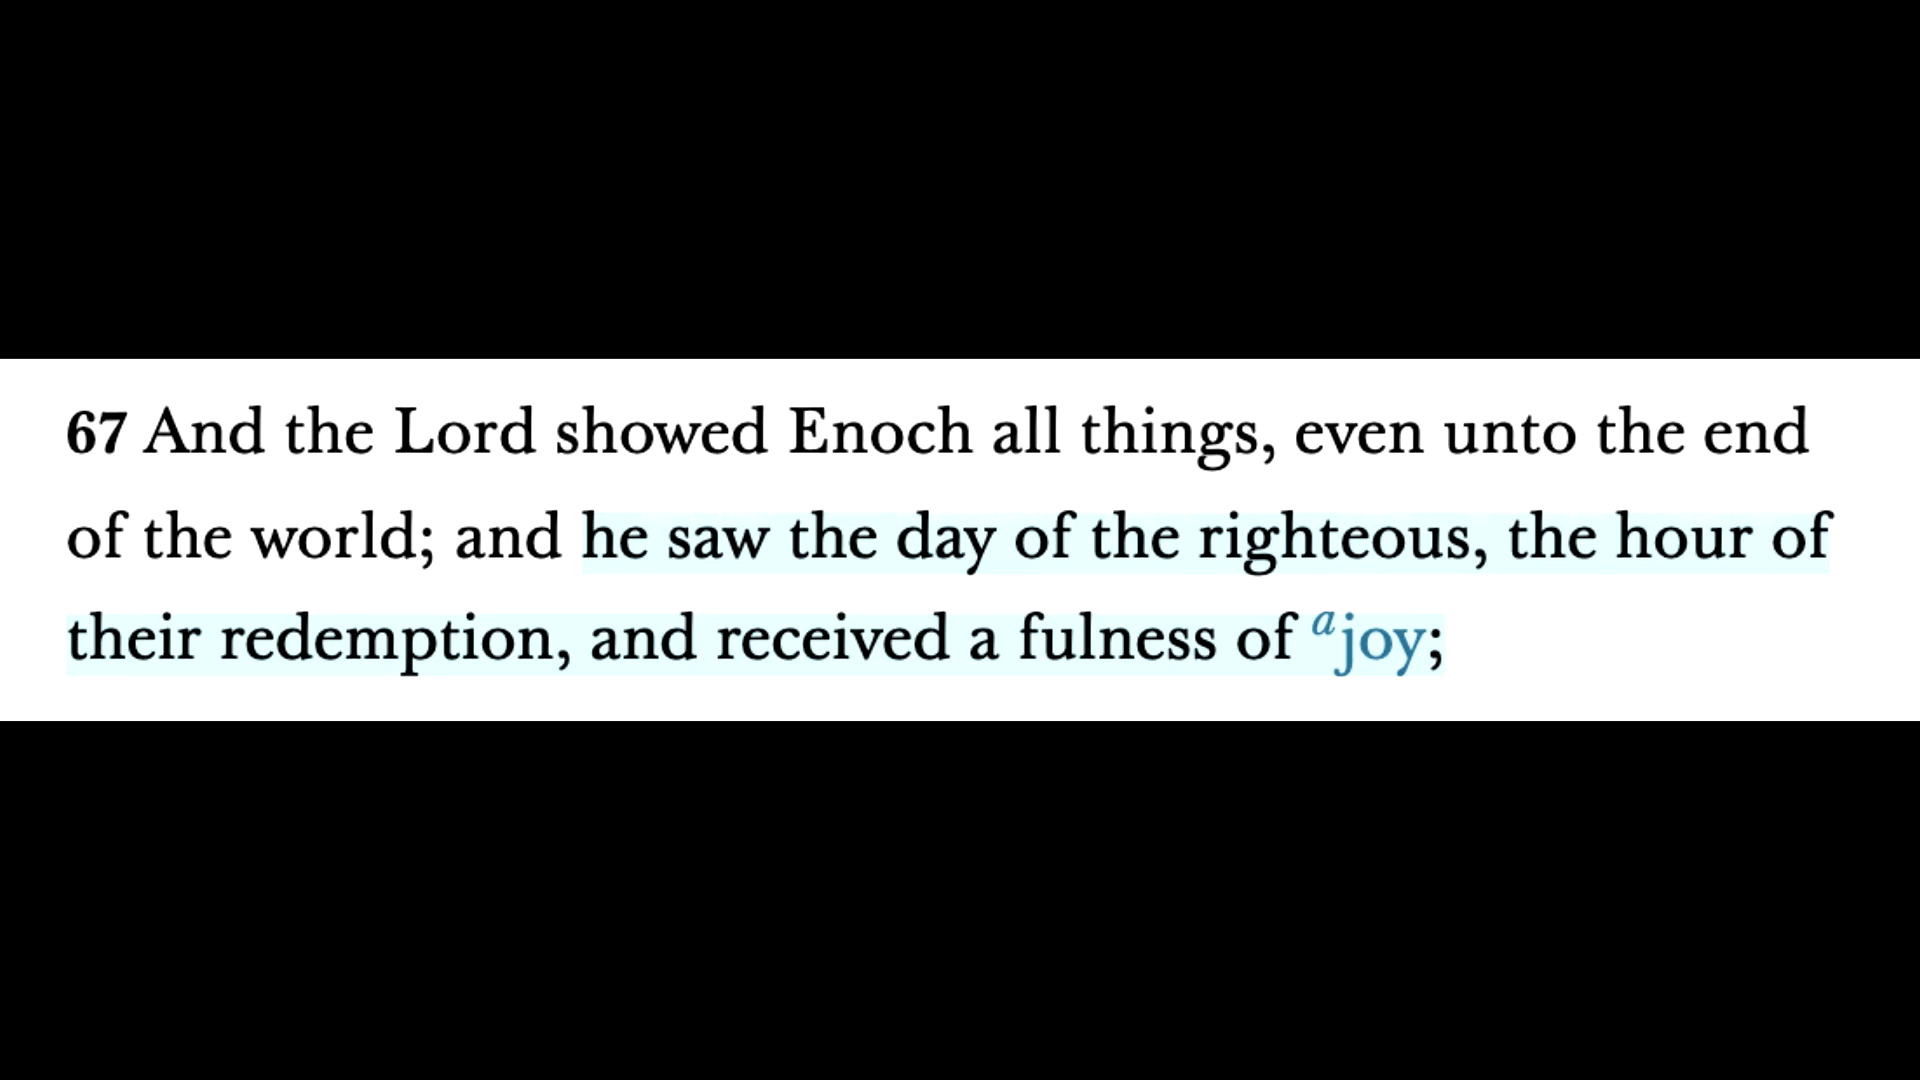 67 And the Lord showed Enoch all things, even unto the end
of the world; and he saw the day of the righteous, the hour of
their redemption, and received a fulness of a joy;